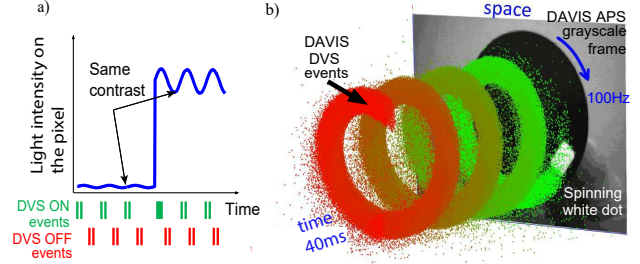 a)
Light intensity on
the pixel
Same
contrast
Time
DVS ON
events
DVS OFF
events
b)
space
DAVIS APS
grayscale
frame
DAVIS
DVS
events
100Hz
Spinning
white dot
time
40ms